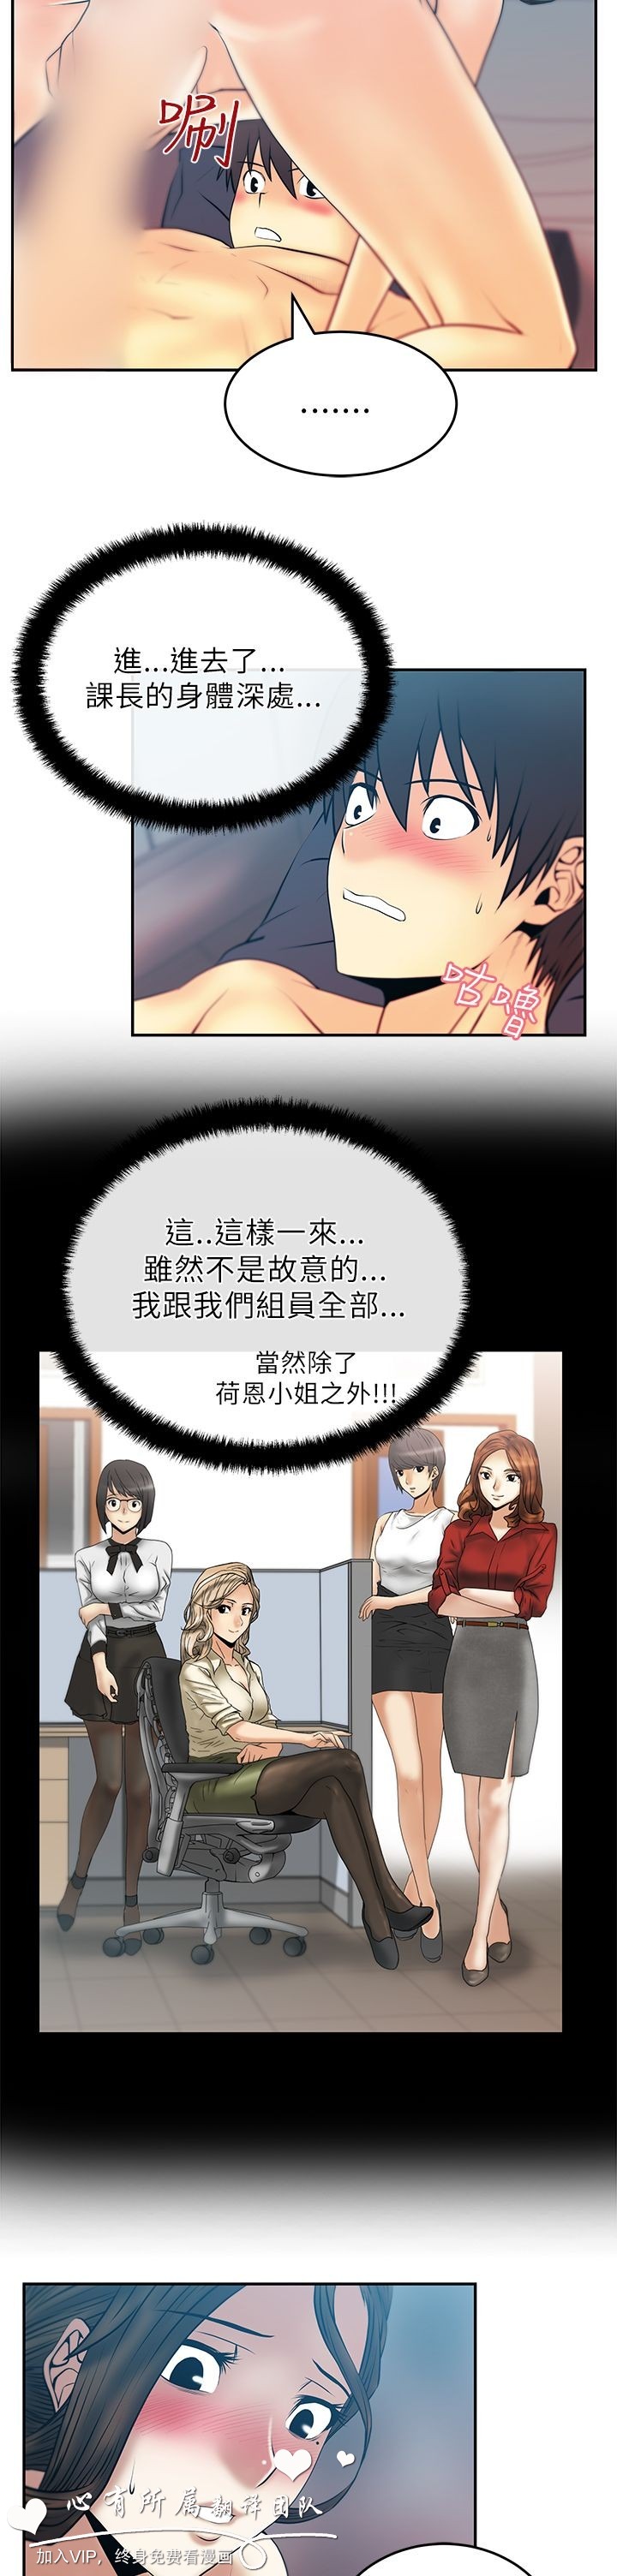 唰
.......
進...進去了...
課長的身體深處...
咕嚕
這..這樣一來...
雖然不是故意的...
我跟我們組員全部...
當然除了
荷恩小姐之外!!!
心有所属翻译团队
加入VIP，终身免费看漫画